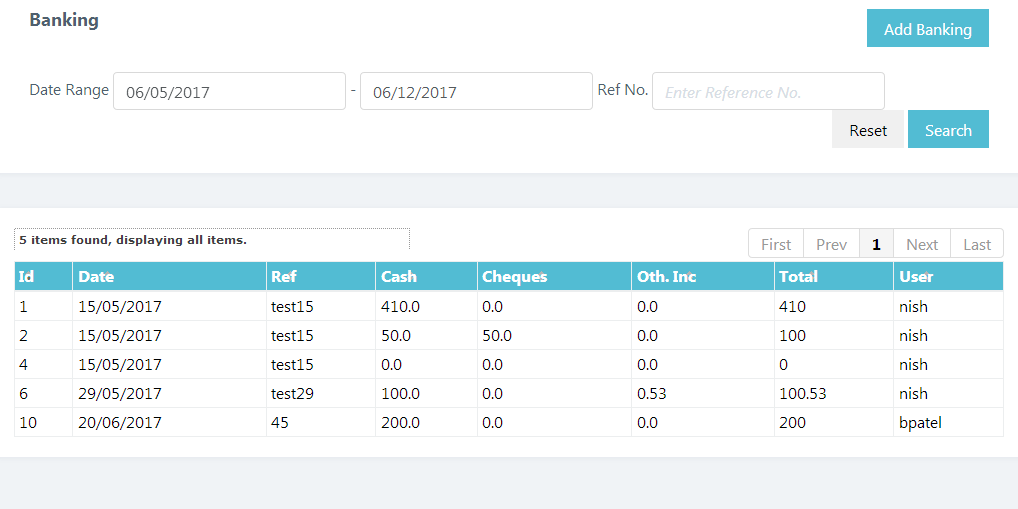 Banking
Add Banking
Date Range 06/05/2017 - 06/12/2017 Ref No. Enter Reference No.
Reset Search
5 items found, displaying all items.
First Prev 1 Next Last
Id Date Ref Cash Cheques Oth. Inc Total User
1 15/05/2017 test15 410.0 0.0 0.0 410 nish
2 15/05/2017 test15 50.0 50.0 0.0 100 nish
4 15/05/2017 test15 0.0 0.0 0.0 0 nish
6 29/05/2017 test29 100.0 0.0 0.53 100.53 nish
10 20/06/2017 45 200.0 0.0 0.0 200 bpatel